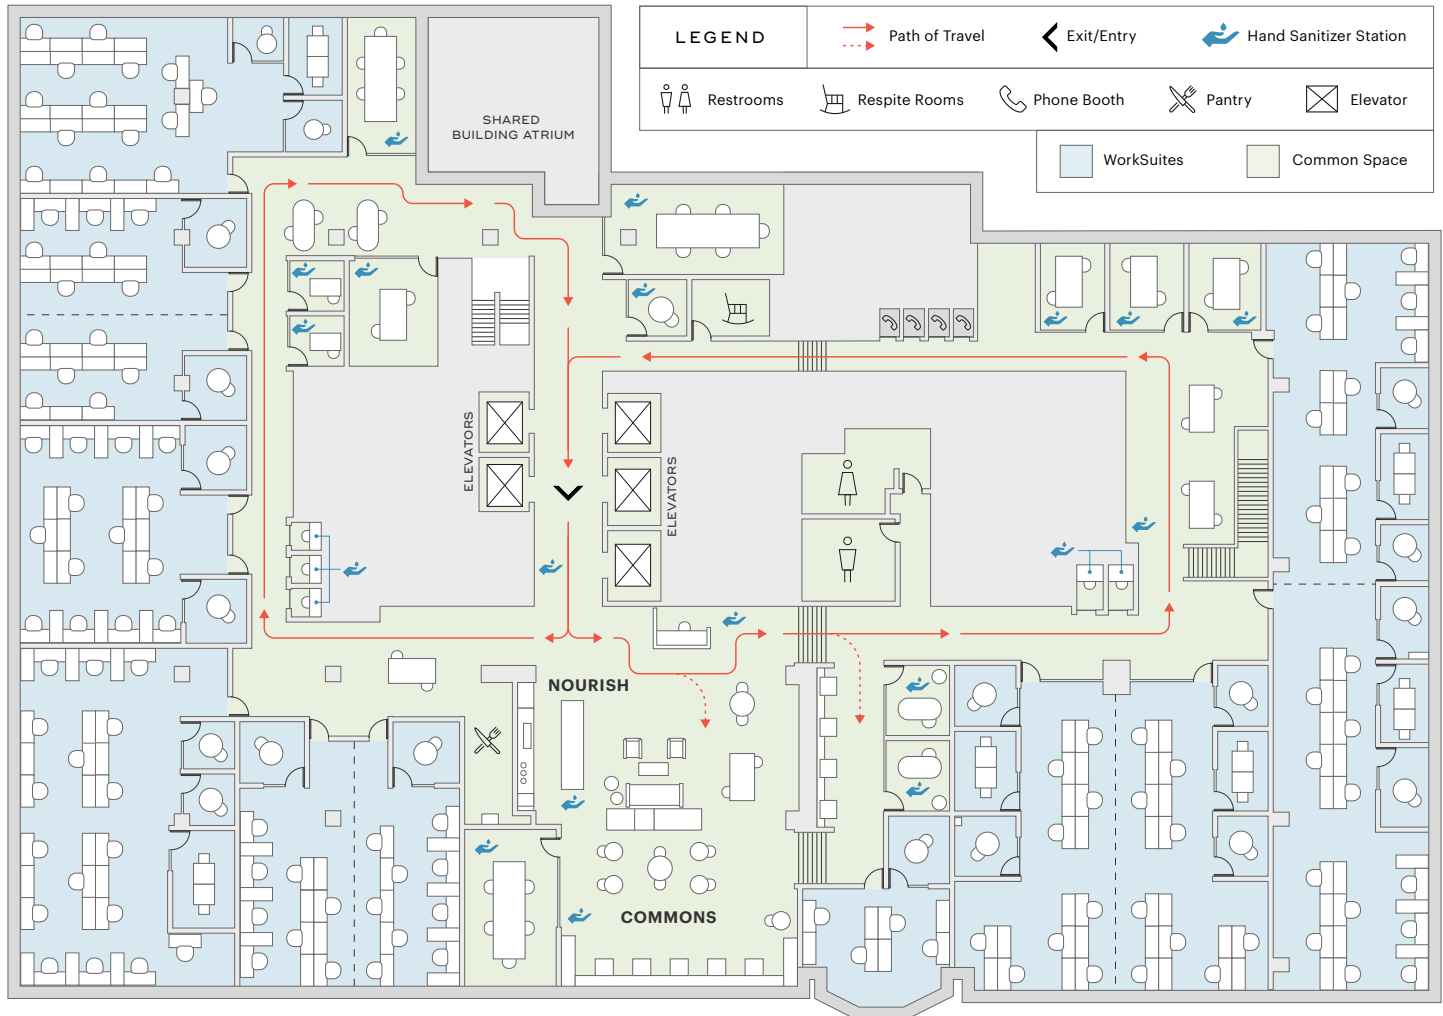 LEGEND
Path of Travel
Exit/Entry
Hand Sanitizer Station
Restrooms
Respite Rooms
Phone Booth
Pantry
Elevator
WorkSuites
Common Space
SHARED
BUILDING ATRIUM
ELEVATORS
ELEVATORS
NOURISH
COMMONS